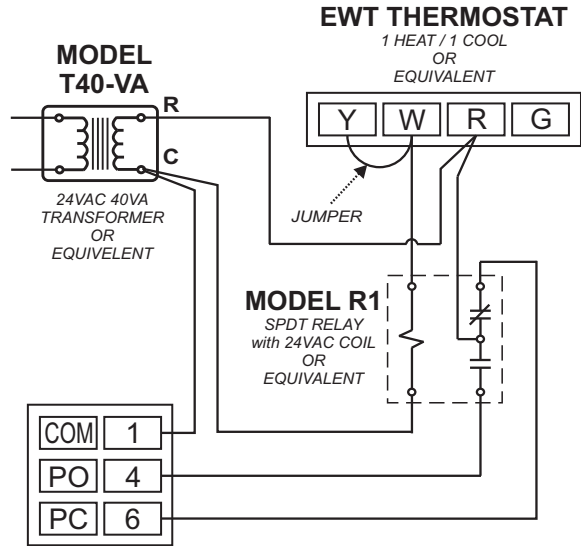 EWT THERMOSTAT
1 HEAT / 1 COOL
OR
EQUIVALENT
MODEL
T40-VA
R
C
Y W R G
24VAC 40VA
TRANSFORMER
OR
EQUIVELENT
JUMPER
MODEL R1
SPDT RELAY
with 24VAC COIL
OR
EQUIVALENT
COM 1
PO 4
PC 6